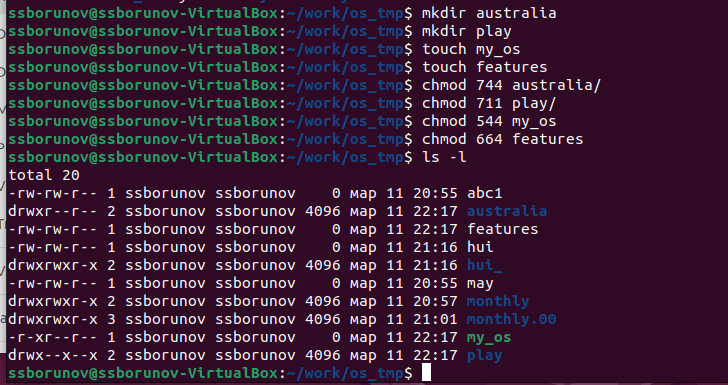 ssborunov@ssborunov-VirtualBox:~/work/os_tmp$ mkdir australia
ssborunov@ssborunov-VirtualBox:~/work/os_tmp$ mkdir play
ssborunov@ssborunov-VirtualBox:~/work/os_tmp$ touch my_os
ssborunov@ssborunov-VirtualBox:~/work/os_tmp$ touch features
ssborunov@ssborunov-VirtualBox:~/work/os_tmp$ chmod 744 australia/
ssborunov@ssborunov-VirtualBox:~/work/os_tmp$ chmod 711 play/
ssborunov@ssborunov-VirtualBox:~/work/os_tmp$ chmod 544 my_os
ssborunov@ssborunov-VirtualBox:~/work/os_tmp$ chmod 664 features
ssborunov@ssborunov-VirtualBox:~/work/os_tmp$ ls -l
total 20
-rw-rw-r-- 1 ssborunov ssborunov    0 мар 11 20:55 abc1
drwxr--r-- 2 ssborunov ssborunov 4096 мар 11 22:17 australia
-rw-rw-r-- 1 ssborunov ssborunov    0 мар 11 22:17 features
-rw-rw-r-- 1 ssborunov ssborunov    0 мар 11 21:16 hui
drwxrwxr-x 2 ssborunov ssborunov 4096 мар 11 21:16 hui_
-rw-rw-r-- 1 ssborunov ssborunov    0 мар 11 20:55 may
drwxrwxr-x 2 ssborunov ssborunov 4096 мар 11 20:57 monthly
drwxrwxr-x 3 ssborunov ssborunov 4096 мар 11 21:01 monthly.00
-r-xr--r-- 1 ssborunov ssborunov    0 мар 11 22:17 my_os
drwx--x--x 2 ssborunov ssborunov 4096 мар 11 22:17 play
ssborunov@ssborunov-VirtualBox:~/work/os_tmp$